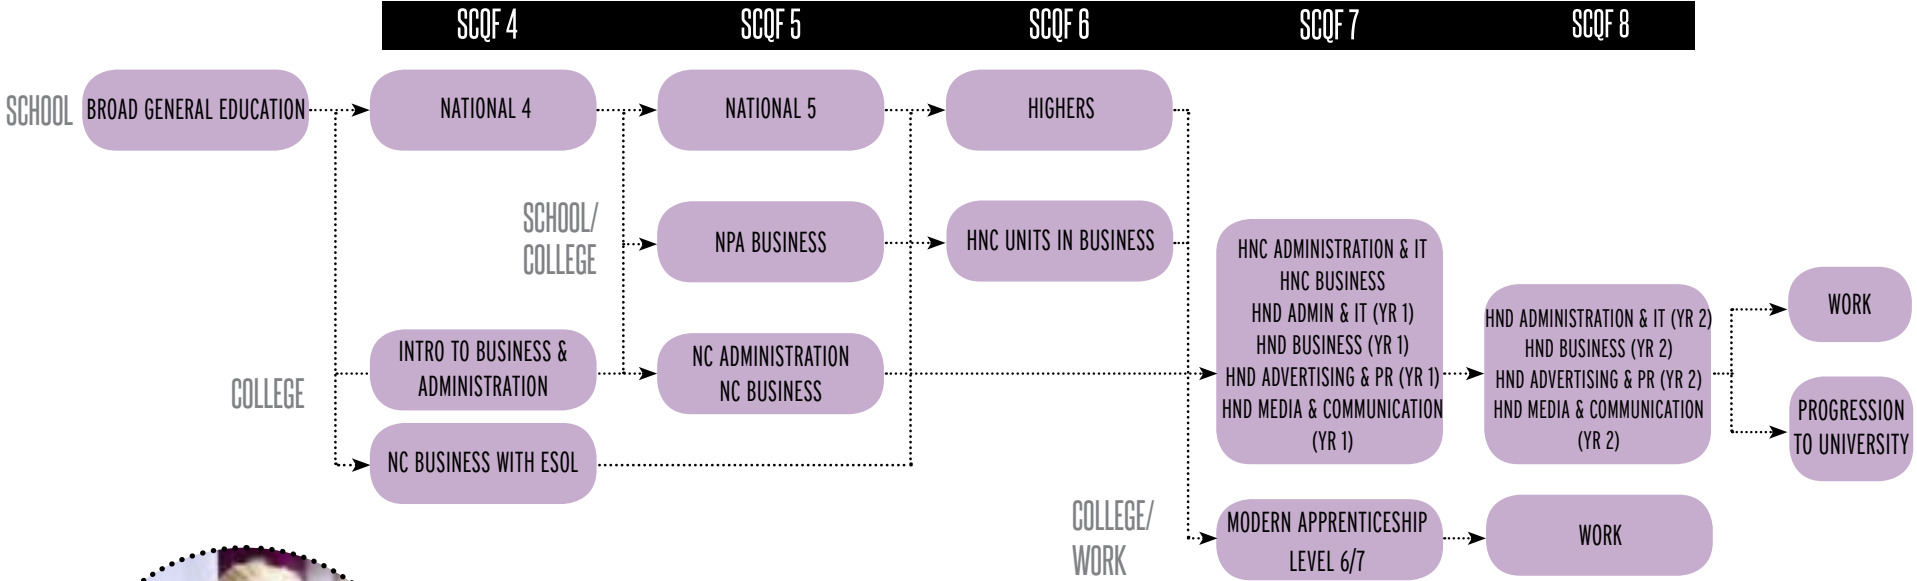 SCQF 4
SCQF 5
SCQF 6
SCQF 7
SCQF 8
SCHOOL
BROAD GENERAL EDUCATION
NATIONAL 4
NATIONAL 5
HIGHERS
SCHOOL/
COLLEGE
NPA BUSINESS
HNC UNITS IN BUSINESS
COLLEGE
INTRO TO BUSINESS &
ADMINISTRATION
NC ADMINISTRATION
NC BUSINESS
HNC ADMINISTRATION & IT
HNC BUSINESS
HND ADMIN & IT (YR 1)
HND BUSINESS (YR 1)
HND ADVERTISING & PR (YR 1)
HND MEDIA & COMMUNICATION
(YR 1)
HND ADMINISTRATION & IT (YR 2)
HND BUSINESS (YR 2)
HND ADVERTISING & PR (YR 2)
HND MEDIA & COMMUNICATION
(YR 2)
WORK
PROGRESSION
TO UNIVERSITY
NC BUSINESS WITH ESOL
COLLEGE/
WORK
MODERN APPRENTICESHIP
LEVEL 6/7
WORK